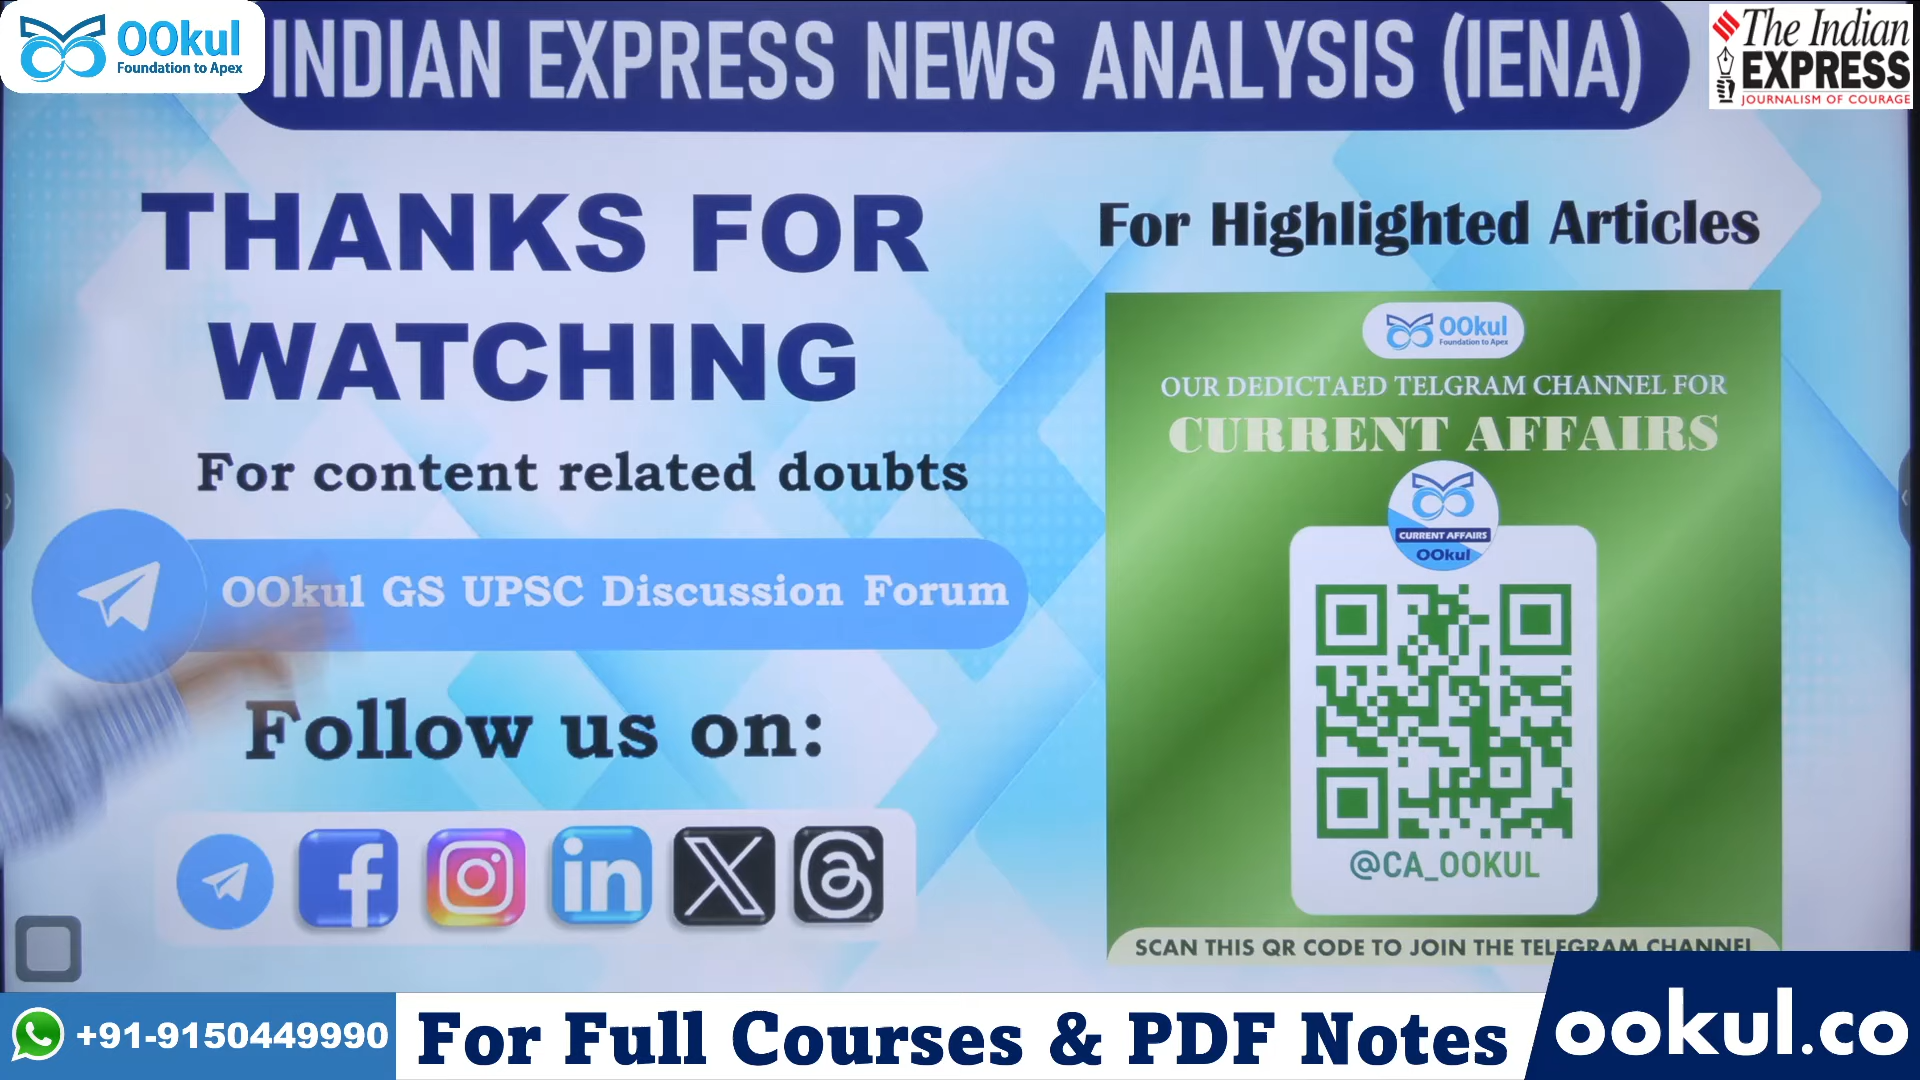 OOkul
Foundation to Apex
INDIAN EXPRESS NEWS ANALYSIS (IENA)
The Indian
EXPRESS
JOURNALISM OF COURAGE
THANKS FOR
WATCHING
For content related doubts
OOkul GS UPSC Discussion Forum
Follow us on:
For Highlighted Articles
OOkul
Foundation to Apex
OUR DEDICTAED TELGRAM CHANNEL FOR
CURRENT AFFAIRS
CURRENT AFFAIRS
OOkul
@CA_OOKUL
SCAN THIS QR CODE TO JOIN THE TELEGRAM CHANNEL
+91-9150449990
For Full Courses & PDF Notes
ookul.co